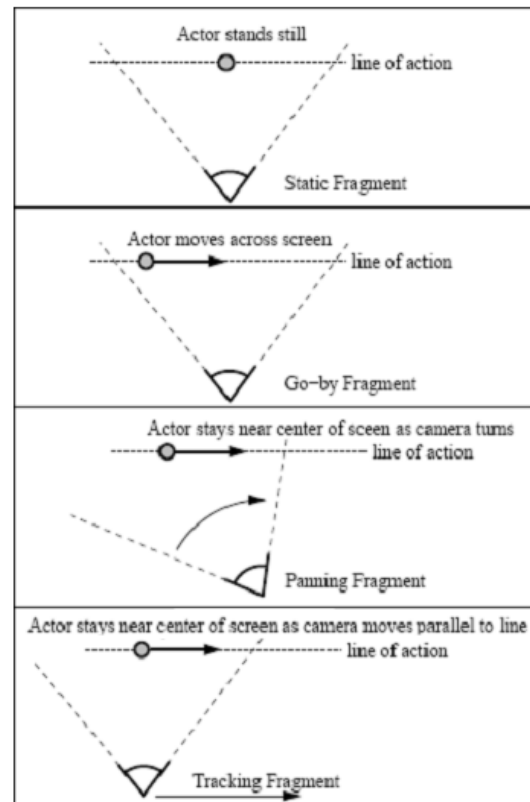 Actor stands still
line of action
Static Fragment
Actor moves across screen
line of action
Go-by Fragment
Actor stays near center of sceen as camera turns
line of action
Panning Fragment
Actor stays near center of screen as camera moves parallel to line
line of action
Tracking Fragment